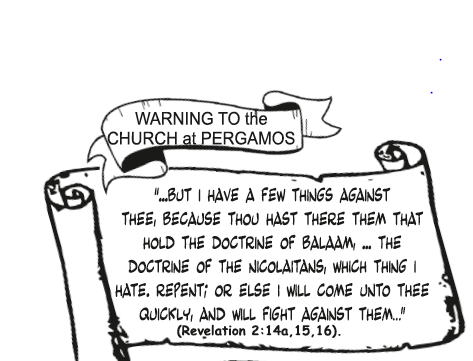 WARNING TO the
CHURCH at PERGAMOS
"...BUT I HAVE A FEW THINGS AGAINST
THEE, BECAUSE THOU HAST THERE THEM THAT
HOLD THE DOCTRINE OF BALAAM, ... THE
DOCTRINE OF THE NICOLAITANS, WHICH THING I
HATE. REPENT; OR ELSE I WILL COME UNTO THEE
QUICKLY, AND WILL FIGHT AGAINST THEM..."
(Revelation 2:14a,15,16).